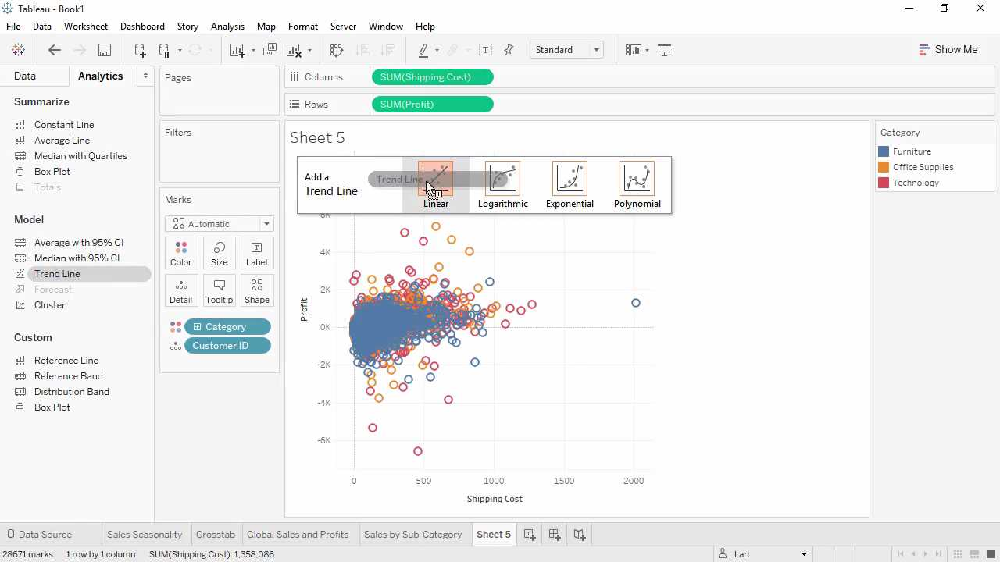 Tableau - Book1
File Data Worksheet Dashboard Story Analysis Map Format Server Window Help
Standard
Show Me
Data Analytics
Summarize
Constant Line
Average Line
Median with Quartiles
Box Plot
Totals
Model
Average with 95% CI
Median with 95% CI
Trend Line
Forecast
Cluster
Custom
Reference Line
Reference Band
Distribution Band
Box Plot
Pages
Filters
Marks
Automatic
Color Size Label
Detail Tooltip Shape
Category
Customer ID
Columns SUM(Shipping Cost)
Rows SUM(Profit)
Sheet 5
Add a
Trend Line
Trend Line
Linear Logarithmic Exponential Polynomial
6K
4K
2K
0K
-2K
-4K
-6K
Profit
0 500 1000 1500 2000
Shipping Cost
Category
Furniture
Office Supplies
Technology
Data Source Sales Seasonality Crosstab Global Sales and Profits Sales by Sub-Category Sheet 5
28671 marks 1 row by 1 column SUM(Shipping Cost): 1,358,086 Lari